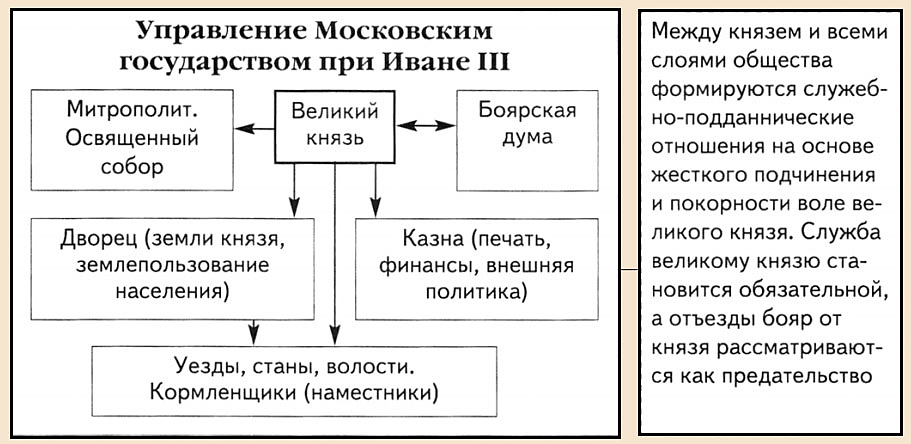 Управление Московским
государством при Иване III
Митрополит.
Освященный
собор
Великий
князь
Боярская
дума
Дворец (земли князя,
землепользование
населения)
Казна (печать,
финансы, внешняя
политика)
Уезды, станы, волости.
Кормленщики (наместники)
Между князем и всеми
слоями общества
формируются служеб-
но-подданнические
отношения на основе
жесткого подчинения
и покорности воле ве-
ликого князя. Служба
великому князю ста-
новится обязательной,
а отъезды бояр от
князя рассматривают-
ся как предательство